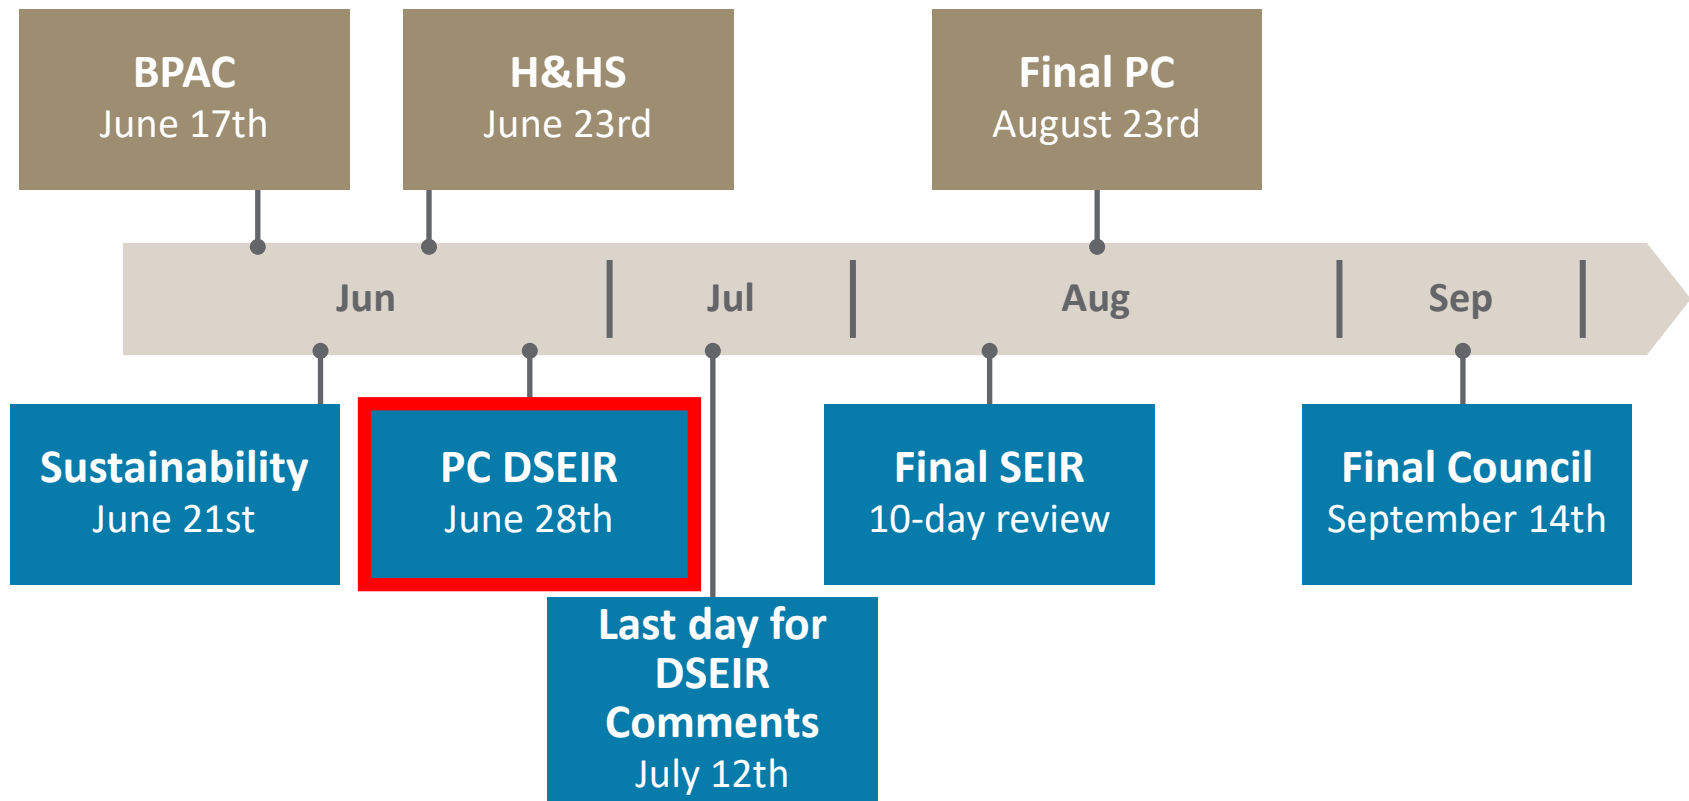 BPAC
June 17th
H&HS
June 23rd
Final PC
August 23rd
Jun
Jul
Aug
Sep
Sustainability
June 21st
PC DSEIR
June 28th
Final SEIR
10-day review
Final Council
September 14th
Last day for
DSEIR
Comments
July 12th